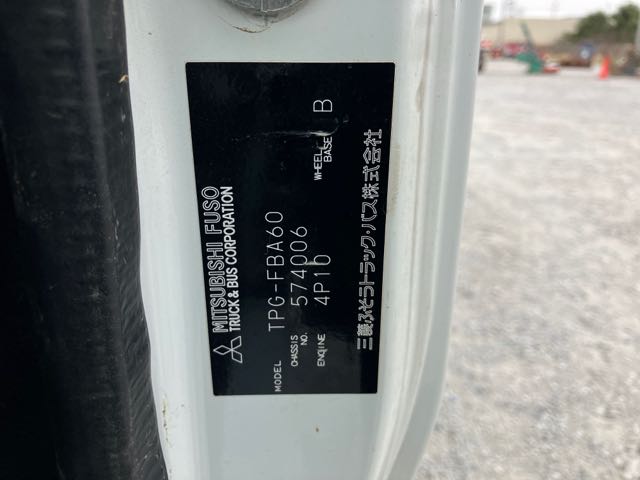 MITSUBISHI FUSO
TRUCK & BUS CORPORATION
MODEL TPG-FBA60
CHASSIS NO. 574006
ENGINE 4P10 WHEEL BASE B
三菱ふそうトラック・バス株式会社